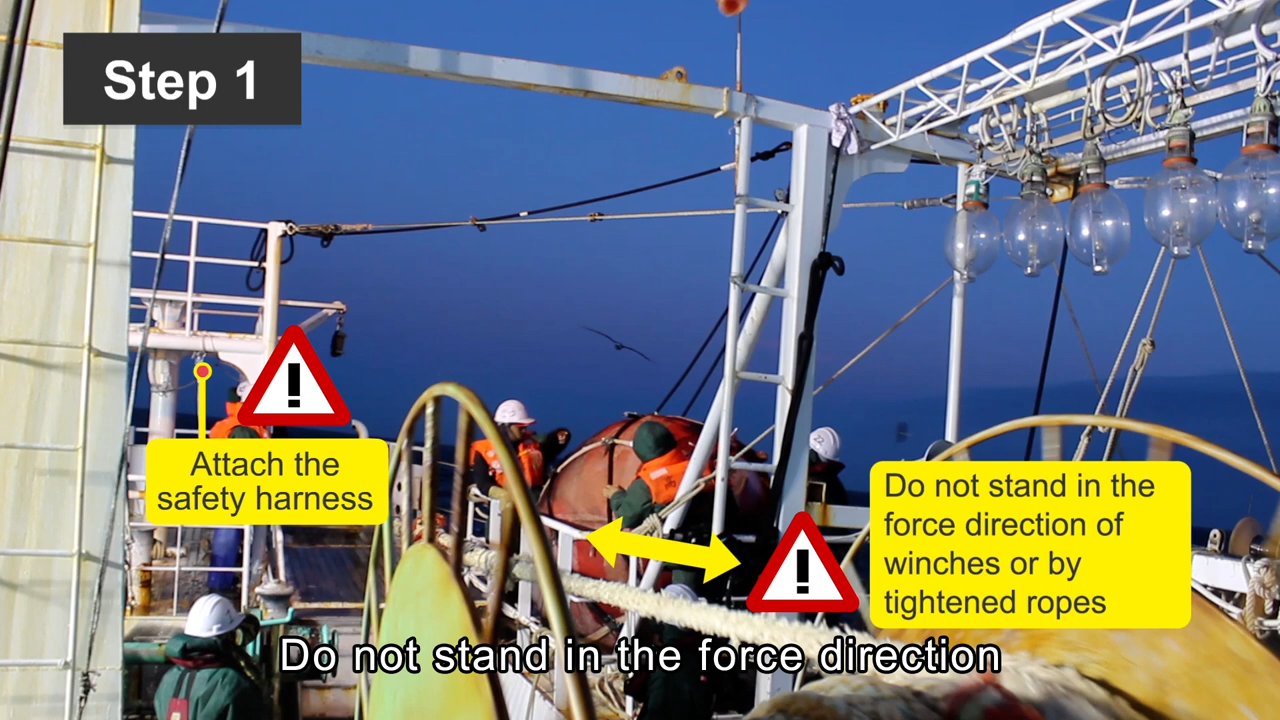 Step 1
Attach the
safety harness
Do not stand in the
force direction of
winches or by
tightened ropes
Do not stand in the force direction